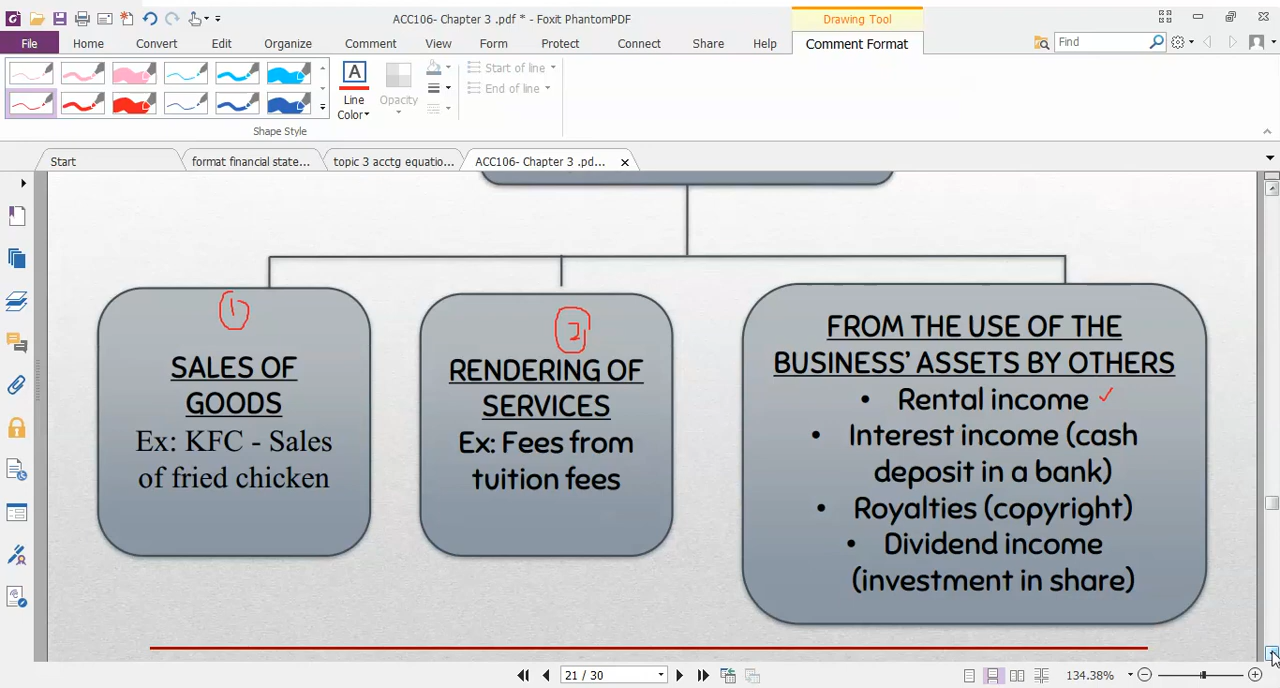 ACC106- Chapter 3 .pdf * - Foxit PhantomPDF
Drawing Tool
File Home Convert Edit Organize Comment View Form Protect Connect Share Help Comment Format
Find
A
Line Color
Opacity
Start of line
End of line
Shape Style
Start
format financial state...
topic 3 acctg equatio...
ACC106- Chapter 3 .pd...
1
SALES OF
GOODS
Ex: KFC - Sales
of fried chicken
2
RENDERING OF
SERVICES
Ex: Fees from
tuition fees
FROM THE USE OF THE
BUSINESS' ASSETS BY OTHERS
• Rental income
• Interest income (cash
deposit in a bank)
• Royalties (copyright)
• Dividend income
(investment in share)
21 / 30
134.38%